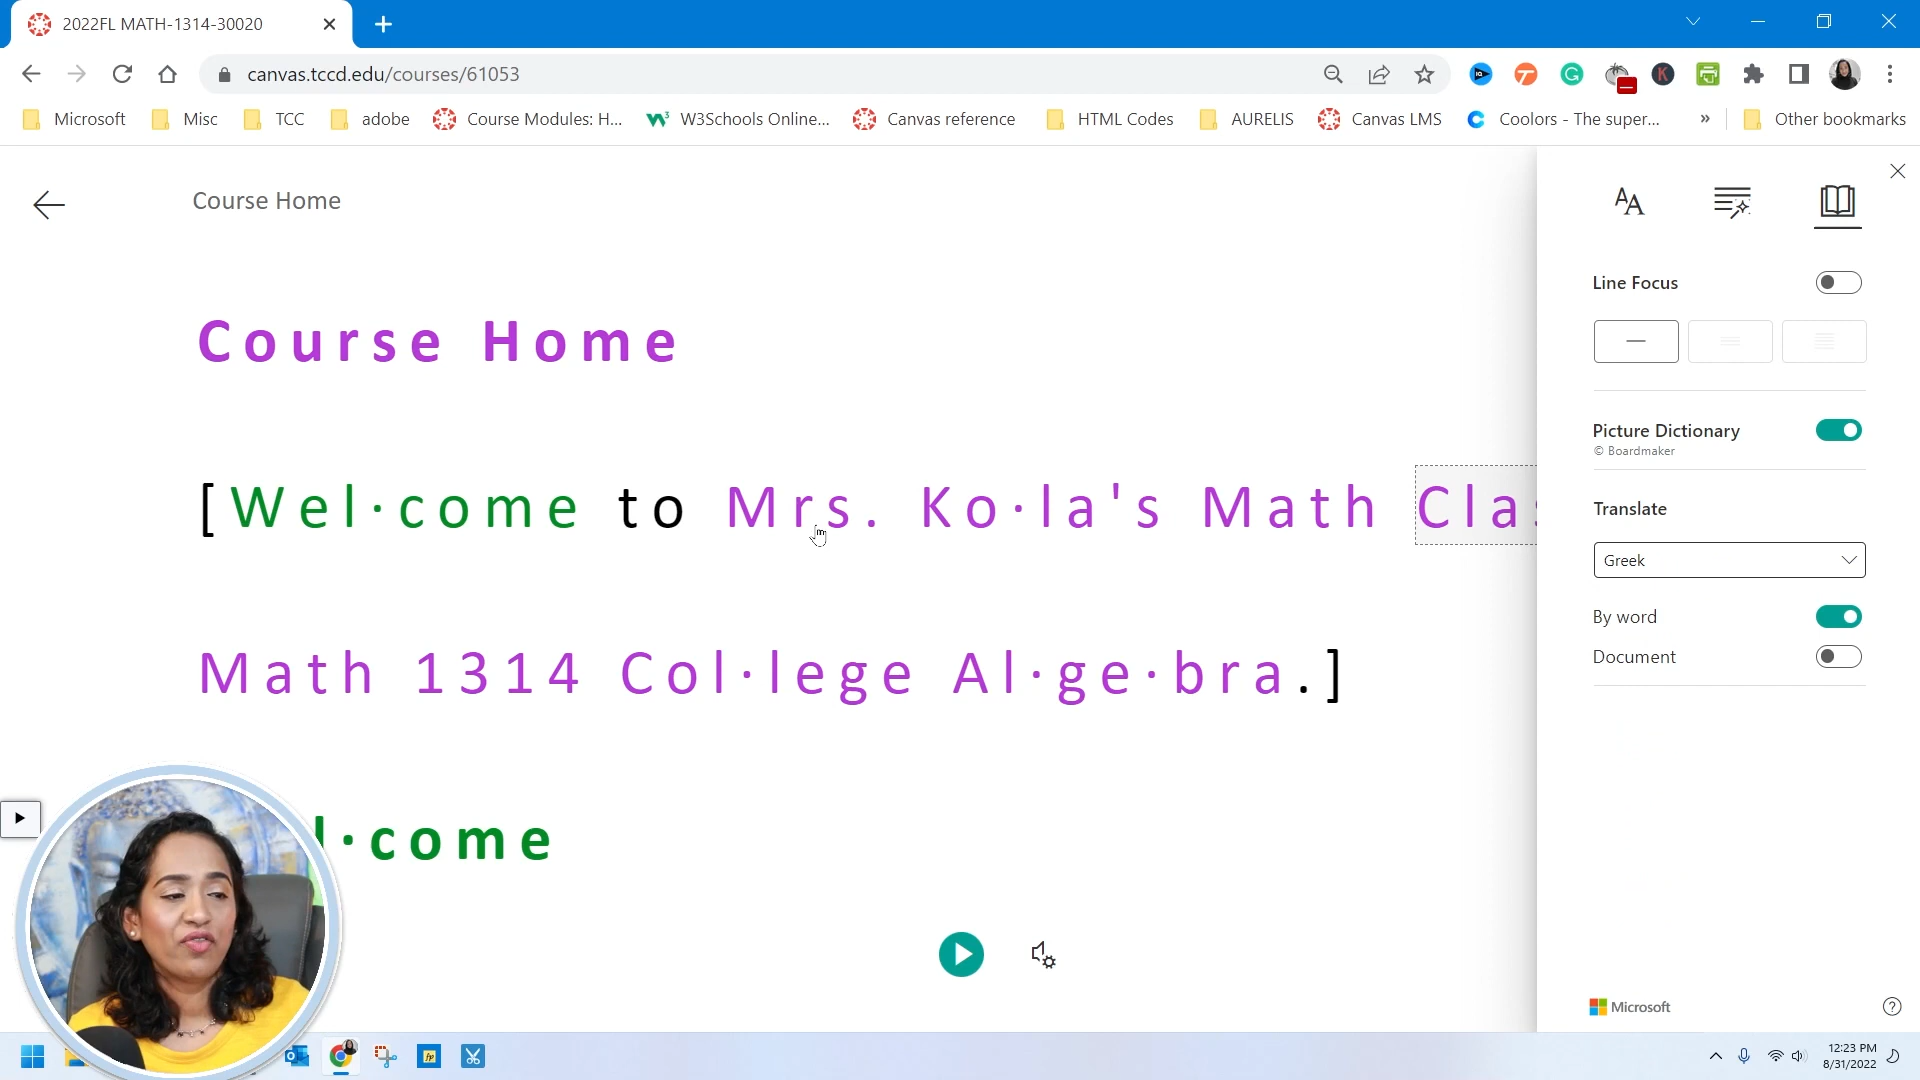 2022FL MATH-1314-30020
canvas.tccd.edu/courses/61053
Microsoft Misc TCC adobe Course Modules: H... W3Schools Online... Canvas reference HTML Codes AURELIS Canvas LMS Coolors - The super... » Other bookmarks
Course Home
Course Home
[Wel·come to Mrs. Ko·la's Math Clas
Math 1314 Col·lege Al·ge·bra.]
l·come
Line Focus
Picture Dictionary
© Boardmaker
Translate
Greek
By word
Document
Microsoft
12:23 PM
8/31/2022